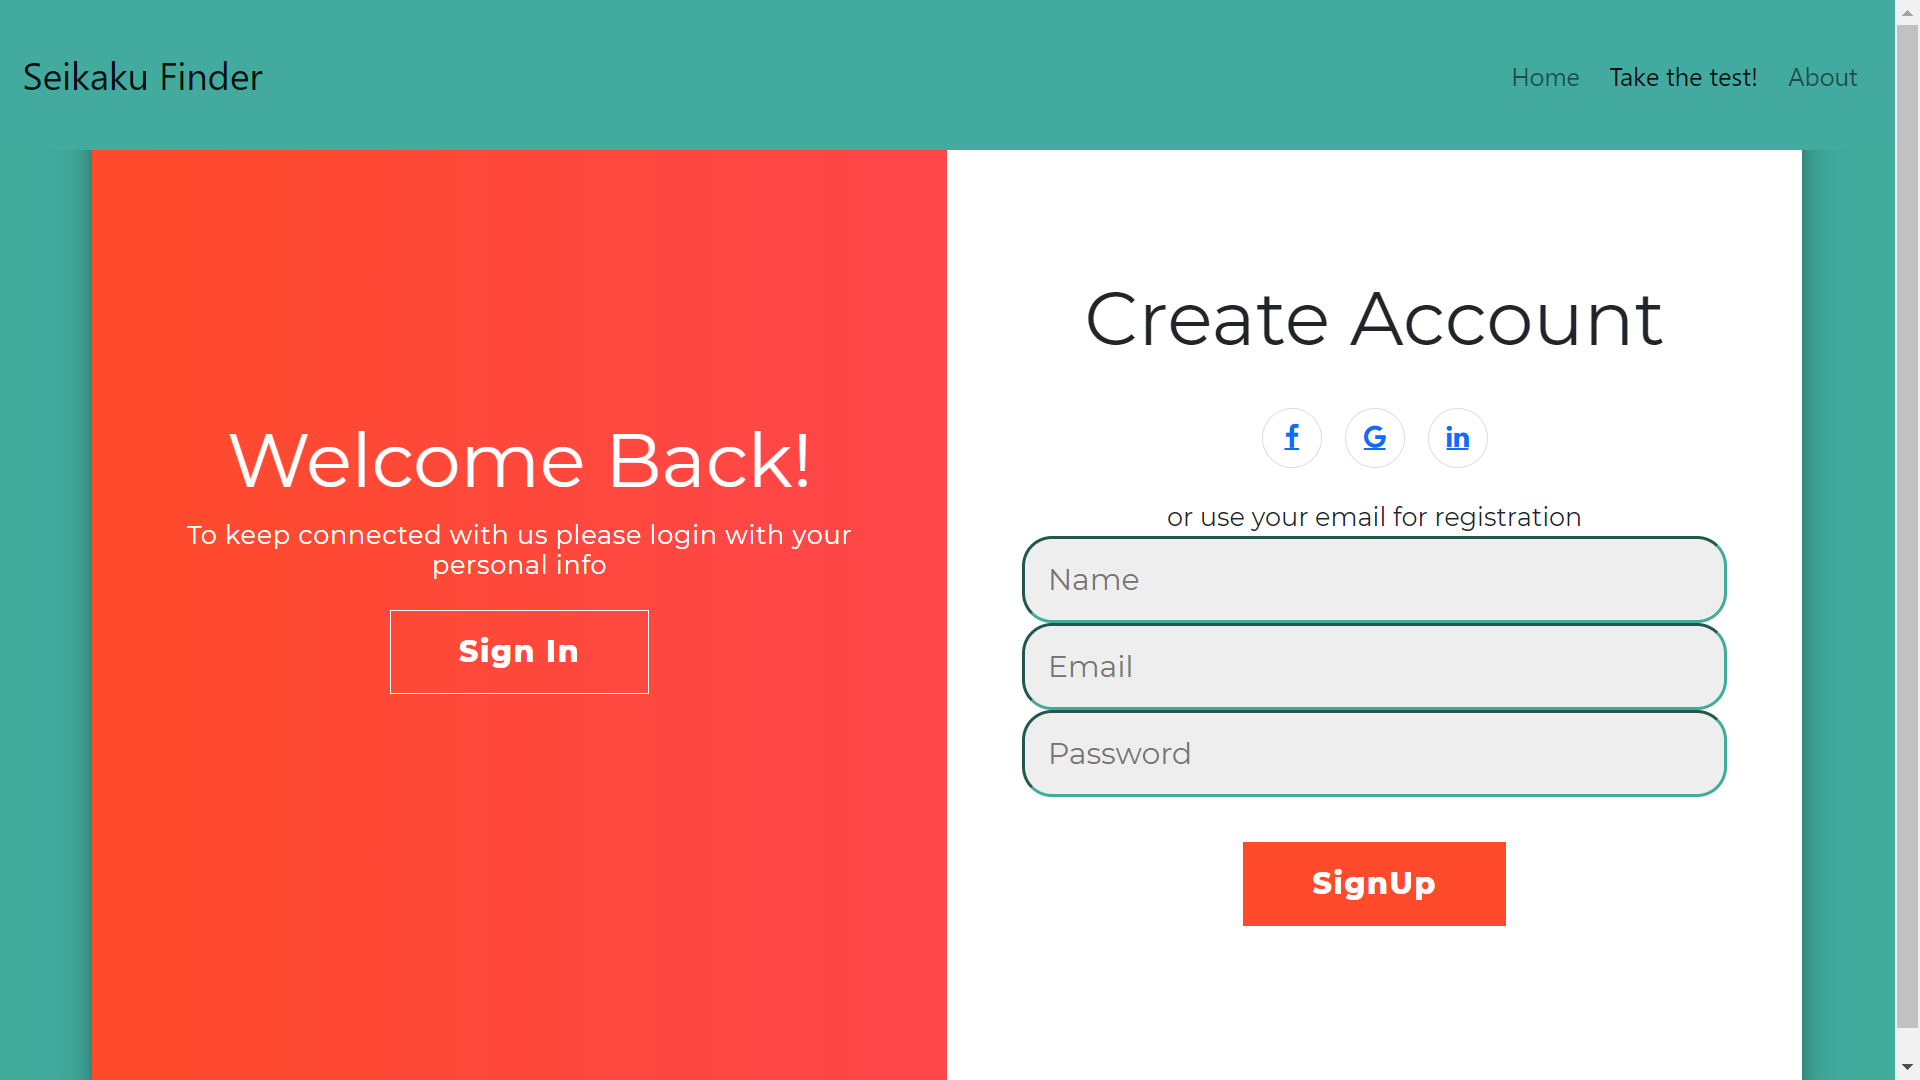 Seikaku Finder
Home
Take the test!
About
Welcome Back!
To keep connected with us please login with your
personal info
Sign In
Create Account
f
G
in
or use your email for registration
Name
Email
Password
SignUp